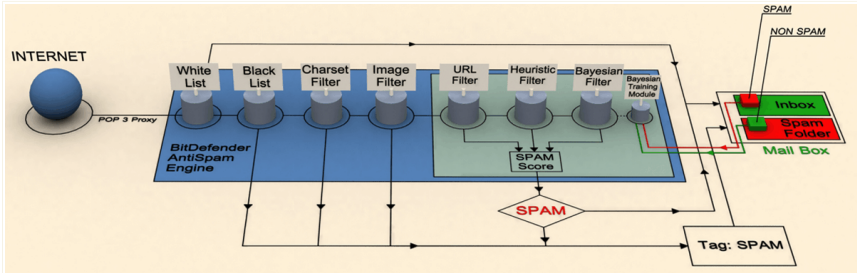 SPAM
NON SPAM
INTERNET
White
List
Black
List
Charset
Filter
Image
Filter
URL
Filter
Heuristic
Filter
Bayesian
Filter
Bayesian
Training
Module
POP 3 Proxy
BitDefender
AntiSpam
Engine
SPAM
Score
Inbox
Spam
Folder
Mail Box
SPAM
Tag: SPAM